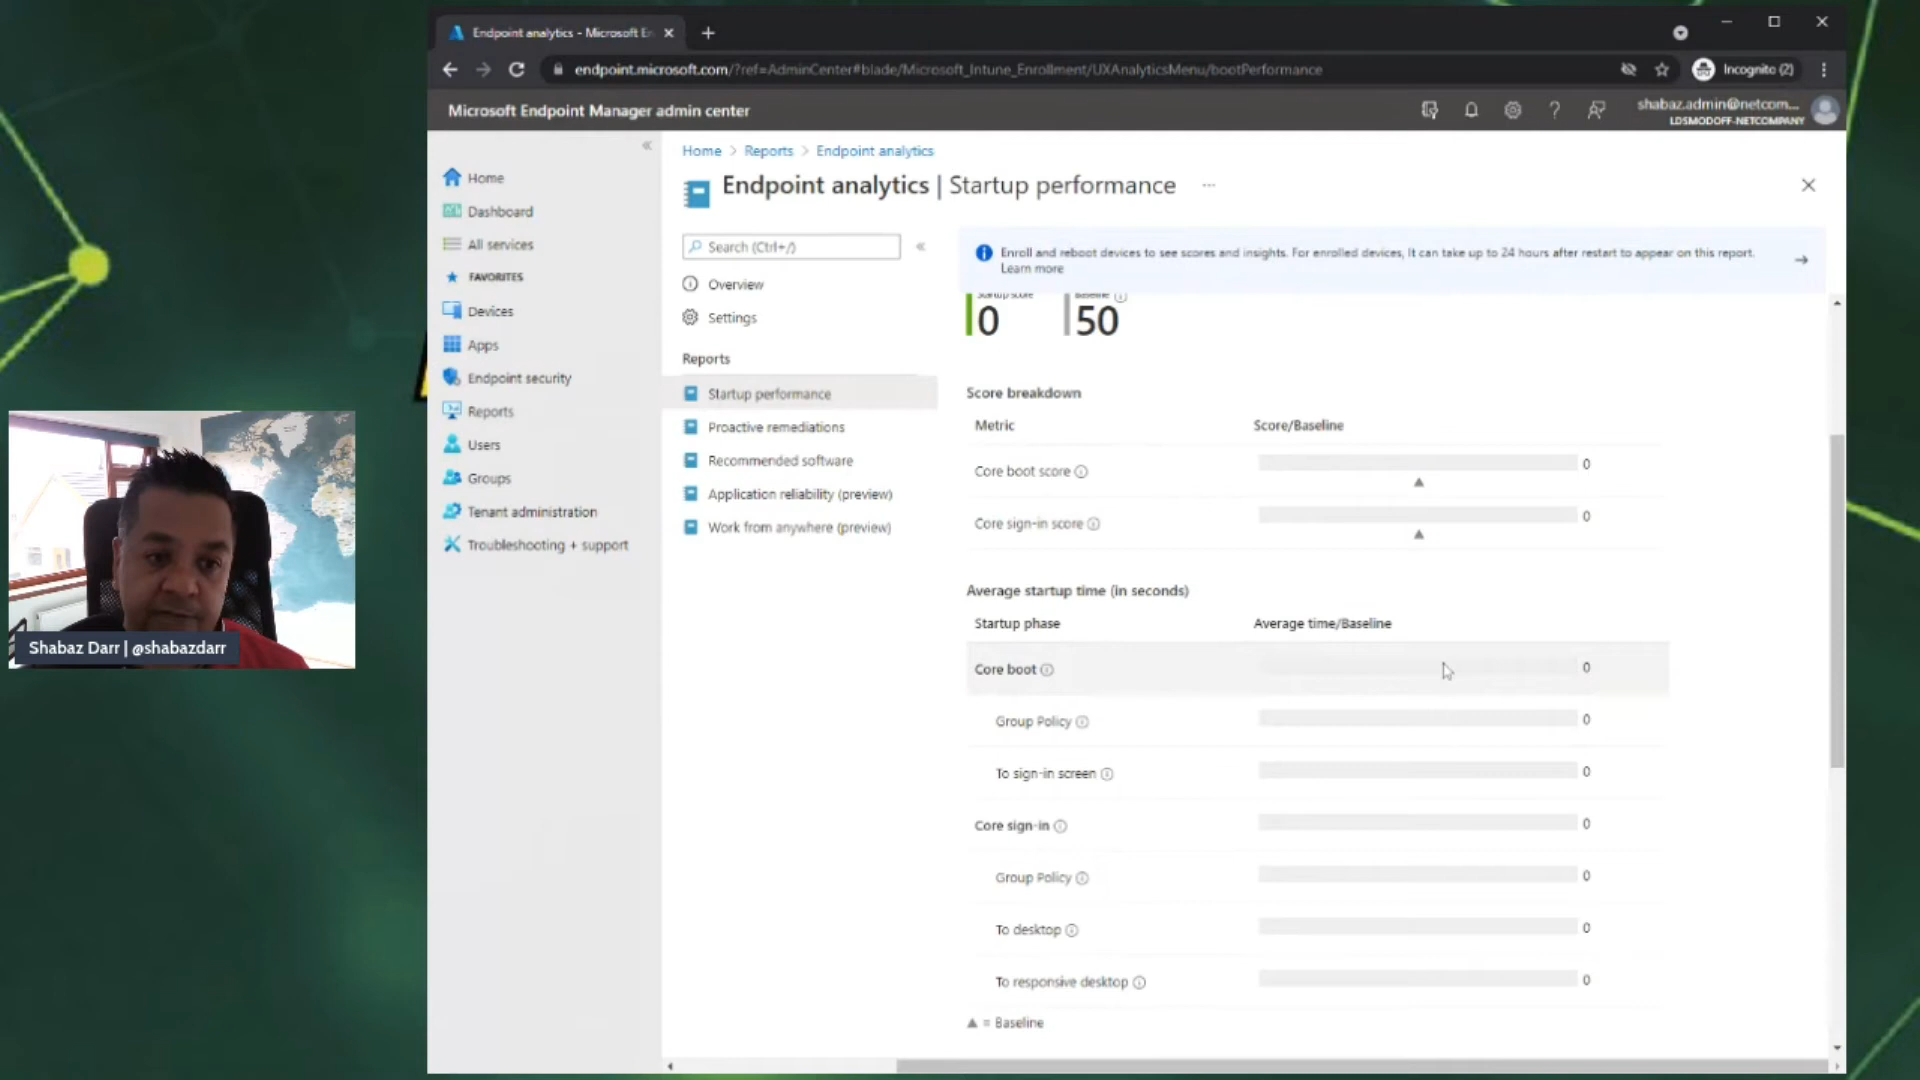 Endpoint analytics - Microsoft E
endpoint.microsoft.com/?ref=AdminCenter#blade/Microsoft_Intune_Enrollment/UXAnalyticsMenu/bootPerformance
Incognito (2)
Microsoft Endpoint Manager admin center
shabaz.admin@netcom...
LDSMODOFF-NETCOMPANY
Home
Dashboard
All services
FAVORITES
Devices
Apps
Endpoint security
Reports
Users
Groups
Tenant administration
Troubleshooting + support
Home > Reports > Endpoint analytics
Endpoint analytics | Startup performance
Search (Ctrl+/)
Overview
Settings
Reports
Startup performance
Proactive remediations
Recommended software
Application reliability (preview)
Work from anywhere (preview)
Enroll and reboot devices to see scores and insights. For enrolled devices, it can take up to 24 hours after restart to appear on this report.
Learn more
Startup score Baseline
0 50
Score breakdown
Metric Score/Baseline
Core boot score 0
Core sign-in score 0
Average startup time (in seconds)
Startup phase Average time/Baseline
Core boot 0
Group Policy 0
To sign-in screen 0
Core sign-in 0
Group Policy 0
To desktop 0
To responsive desktop 0
▲ = Baseline
Shabaz Darr | @shabazdarr